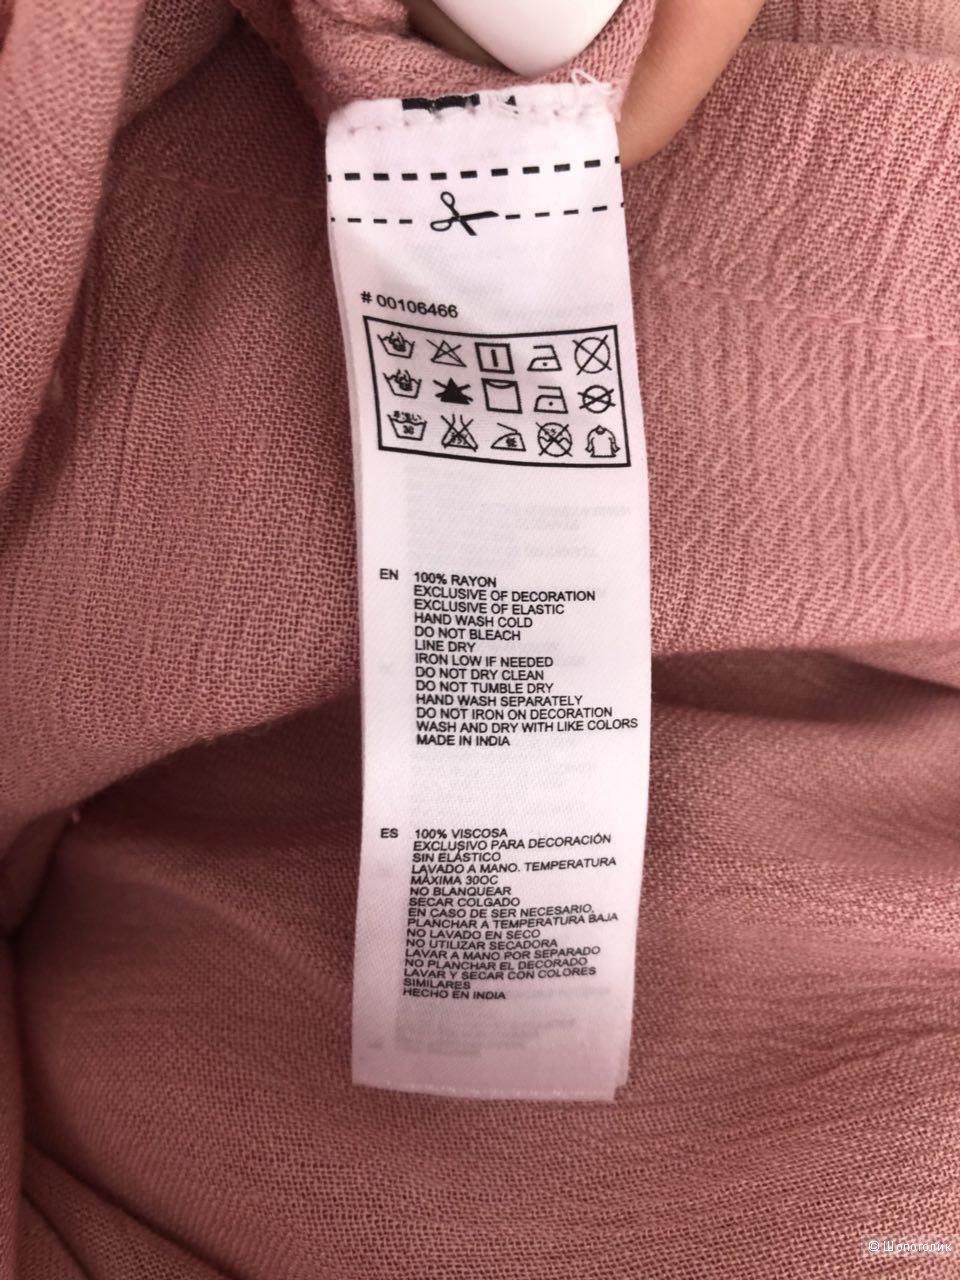 # 00106466
EN 100% RAYON
EXCLUSIVE OF DECORATION
EXCLUSIVE OF ELASTIC
HAND WASH COLD
DO NOT BLEACH
LINE DRY
IRON LOW IF NEEDED
DO NOT DRY CLEAN
DO NOT TUMBLE DRY
HAND WASH SEPARATELY
DO NOT IRON ON DECORATION
WASH AND DRY WITH LIKE COLORS
MADE IN INDIA
ES 100% VISCOSA
EXCLUSIVO PARA DECORACIÓN
SIN ELÁSTICO
LAVADO A MANO. TEMPERATURA
MÁXIMA 30OC
NO BLANQUEAR
SECAR COLGADO
EN CASO DE SER NECESARIO,
PLANCHAR A TEMPERATURA BAJA
NO LAVADO EN SECO
NO UTILIZAR SECADORA
LAVAR A MANO POR SEPARADO
NO PLANCHAR EL DECORADO
LAVAR Y SECAR CON COLORES
SIMILARES
HECHO EN INDIA
© Шопоголик